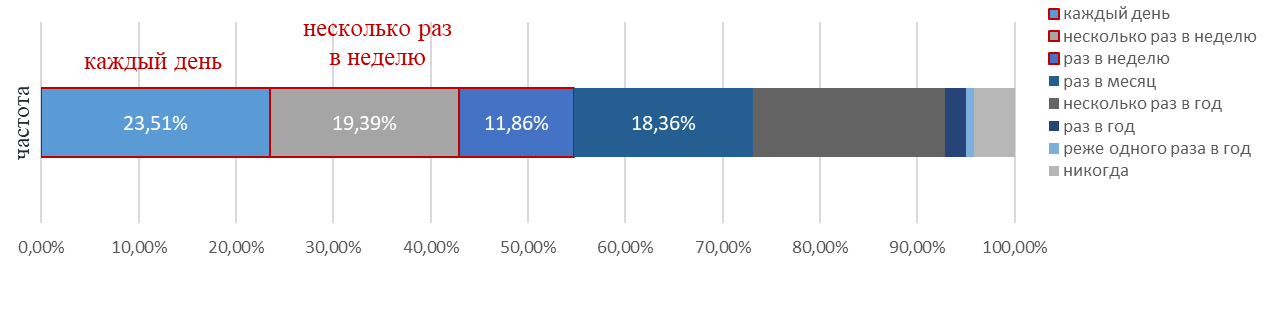 несколько раз
в неделю
каждый день
частота
23,51%
19,39%
11,86%
18,36%
0,00%
10,00%
20,00%
30,00%
40,00%
50,00%
60,00%
70,00%
80,00%
90,00%
100,00%
каждый день
несколько раз в неделю
раз в неделю
раз в месяц
несколько раз в год
раз в год
реже одного раза в год
никогда